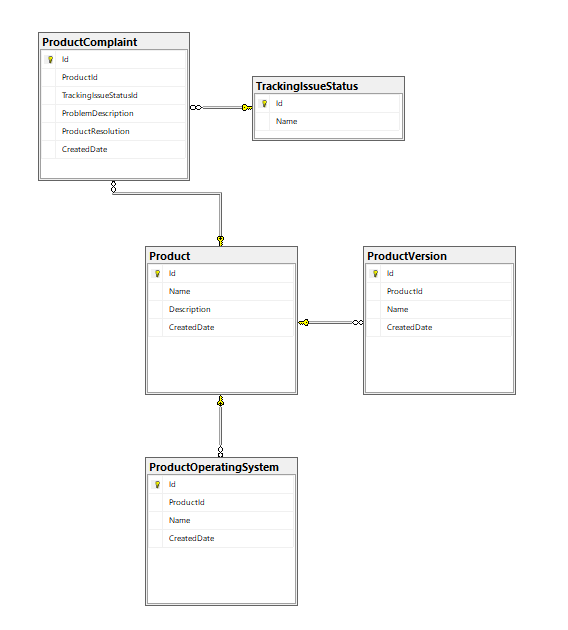 ProductComplaint
Id
ProductId
TrackingIssueStatusId
ProblemDescription
ProductResolution
CreatedDate
TrackingIssueStatus
Id
Name
Product
Id
Name
Description
CreatedDate
ProductVersion
Id
ProductId
Name
CreatedDate
ProductOperatingSystem
Id
ProductId
Name
CreatedDate